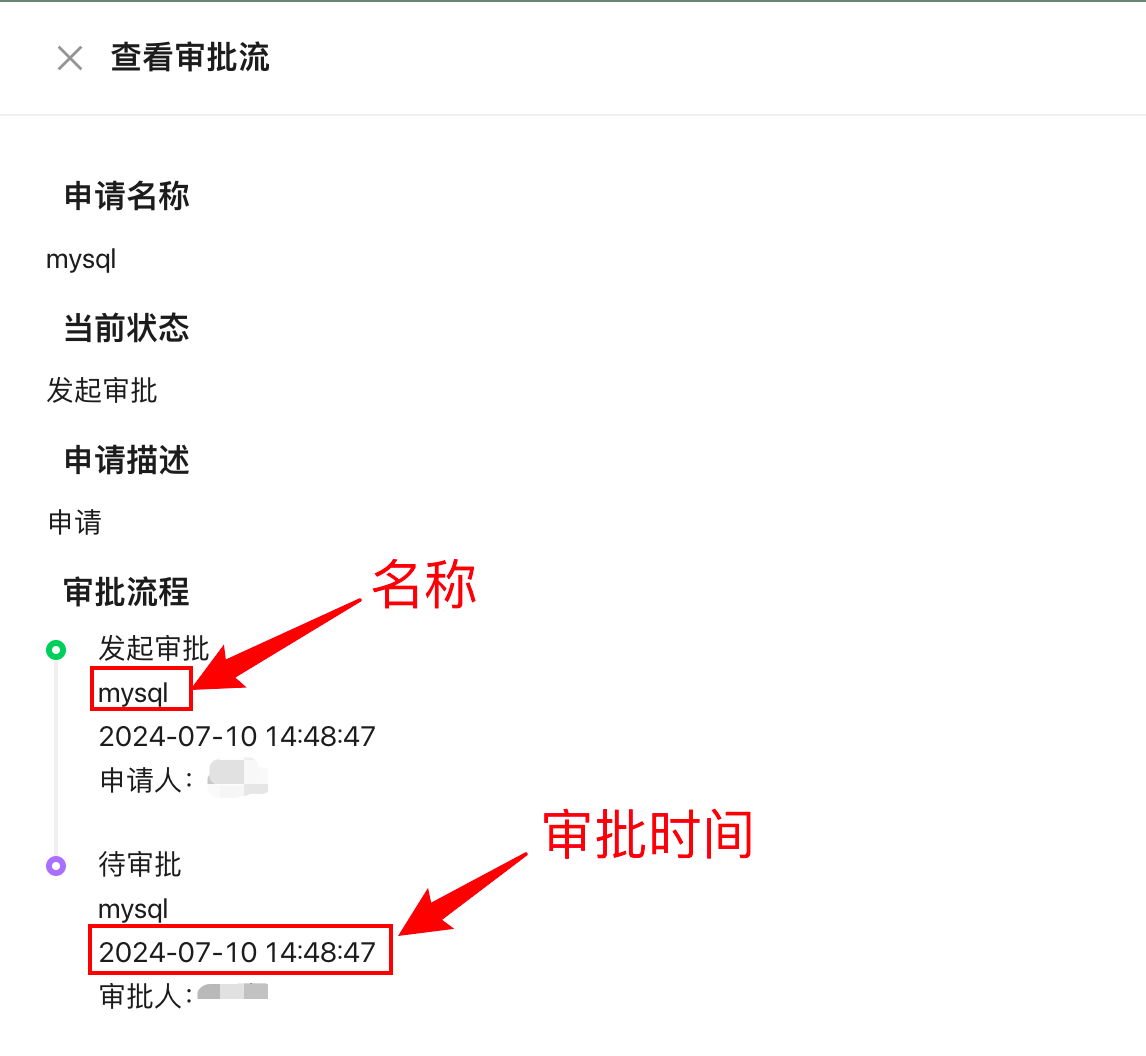 查看审批流
申请名称
mysql
当前状态
发起审批
申请描述
申请
审批流程
名称
发起审批
mysql
2024-07-10 14:48:47
申请人：
审批时间
待审批
mysql
2024-07-10 14:48:47
审批人：